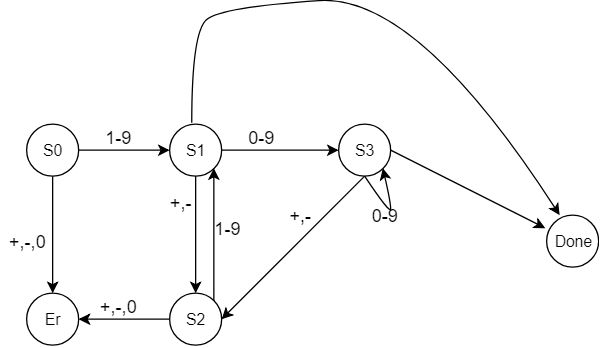 1-9
0-9
S0
S1
S3
+,-
1-9
+,-
0-9
+,-,0
Done
+,-,0
Er
S2